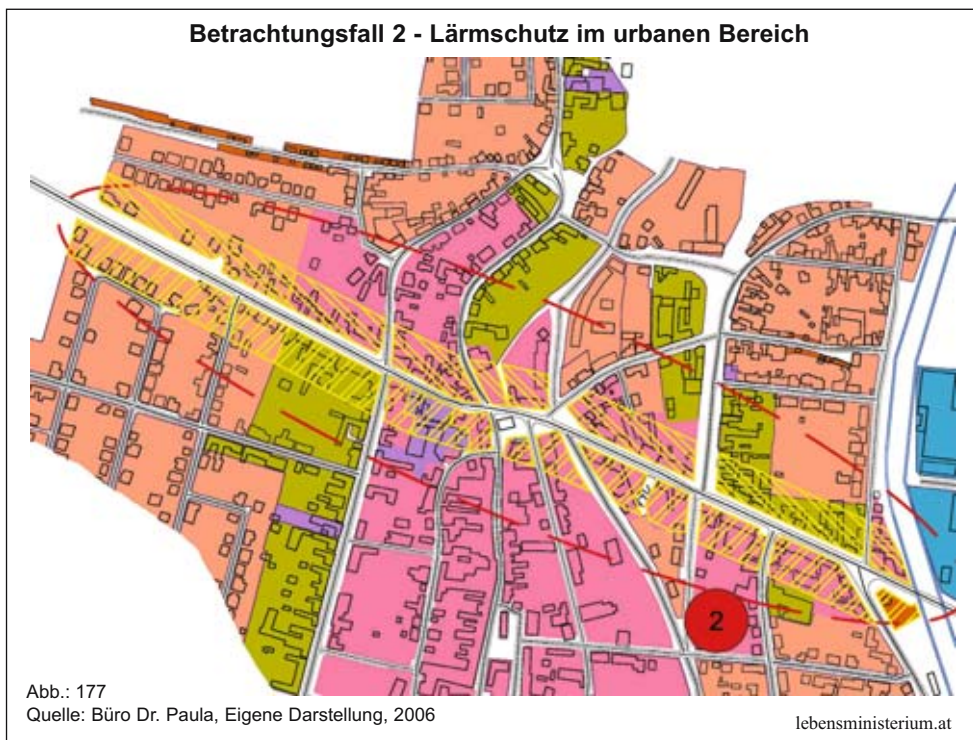 Betrachtungsfall 2 - Lärmschutz im urbanen Bereich
2
Abb.: 177
Quelle: Büro Dr. Paula, Eigene Darstellung, 2006
lebensministerium.at